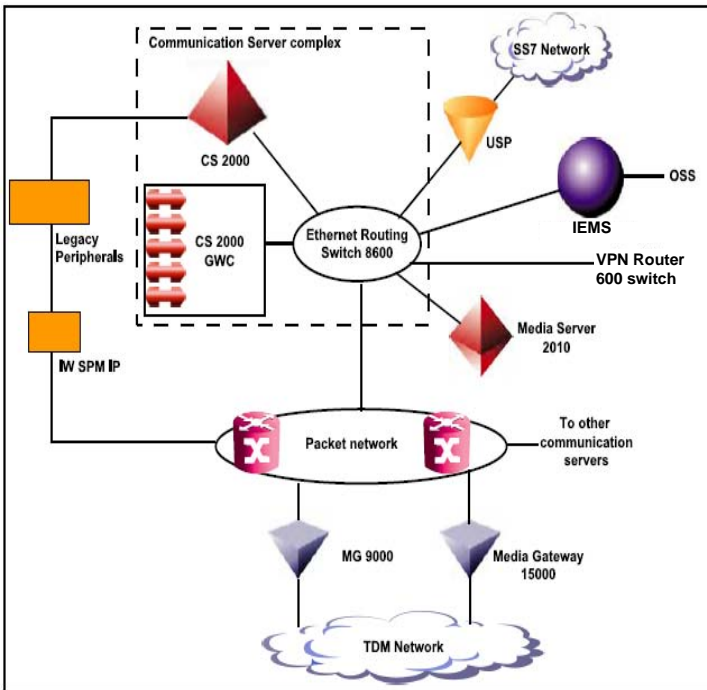 Communication Server complex
SS7 Network
CS 2000
USP
Legacy
Peripherals
CS 2000
GWC
Ethernet Routing
Switch 8600
IEMS
OSS
VPN Router
600 switch
Media Server
2010
IW SPM IP
Packet network
To other
communication
servers
MG 9000
Media Gateway
15000
TDM Network